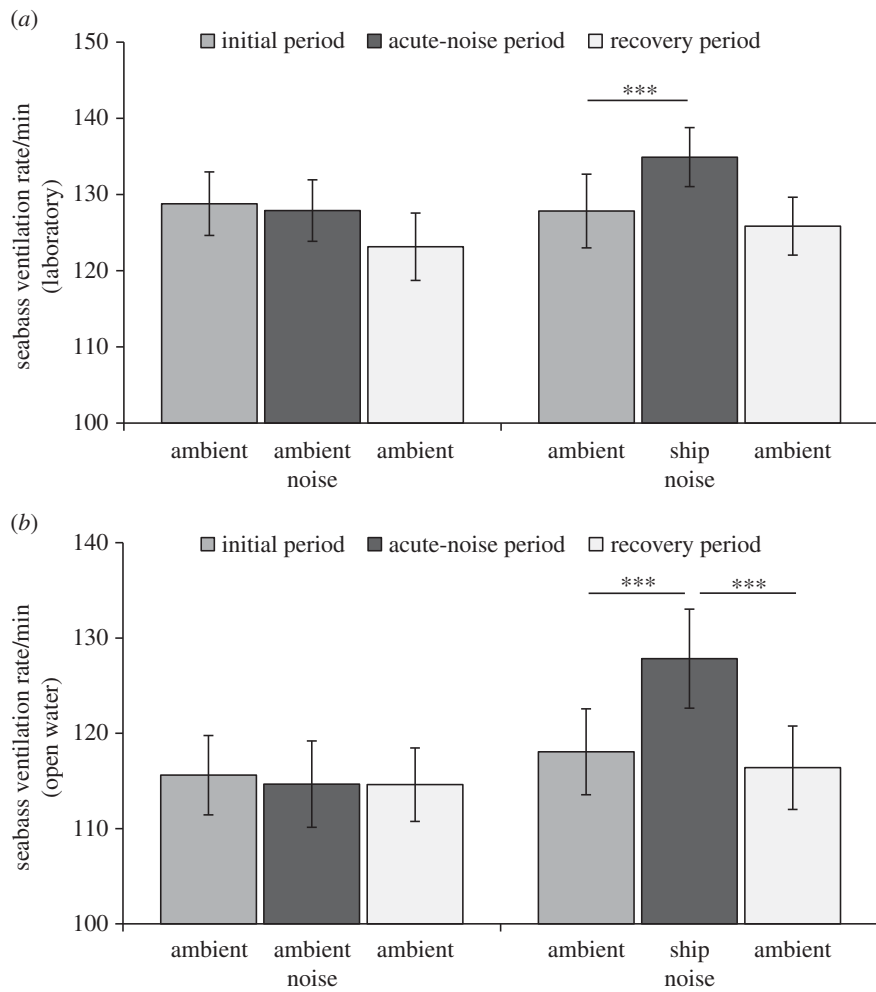 (a)
150
initial period acute-noise period recovery period
140
***
130
120
110
100
seabass ventilation rate/min
(laboratory)
ambient ambient ambient ambient ship ambient
noise noise
(b)
140
initial period acute-noise period recovery period
*** ***
130
120
110
100
seabass ventilation rate/min
(open water)
ambient ambient ambient ambient ship ambient
noise noise